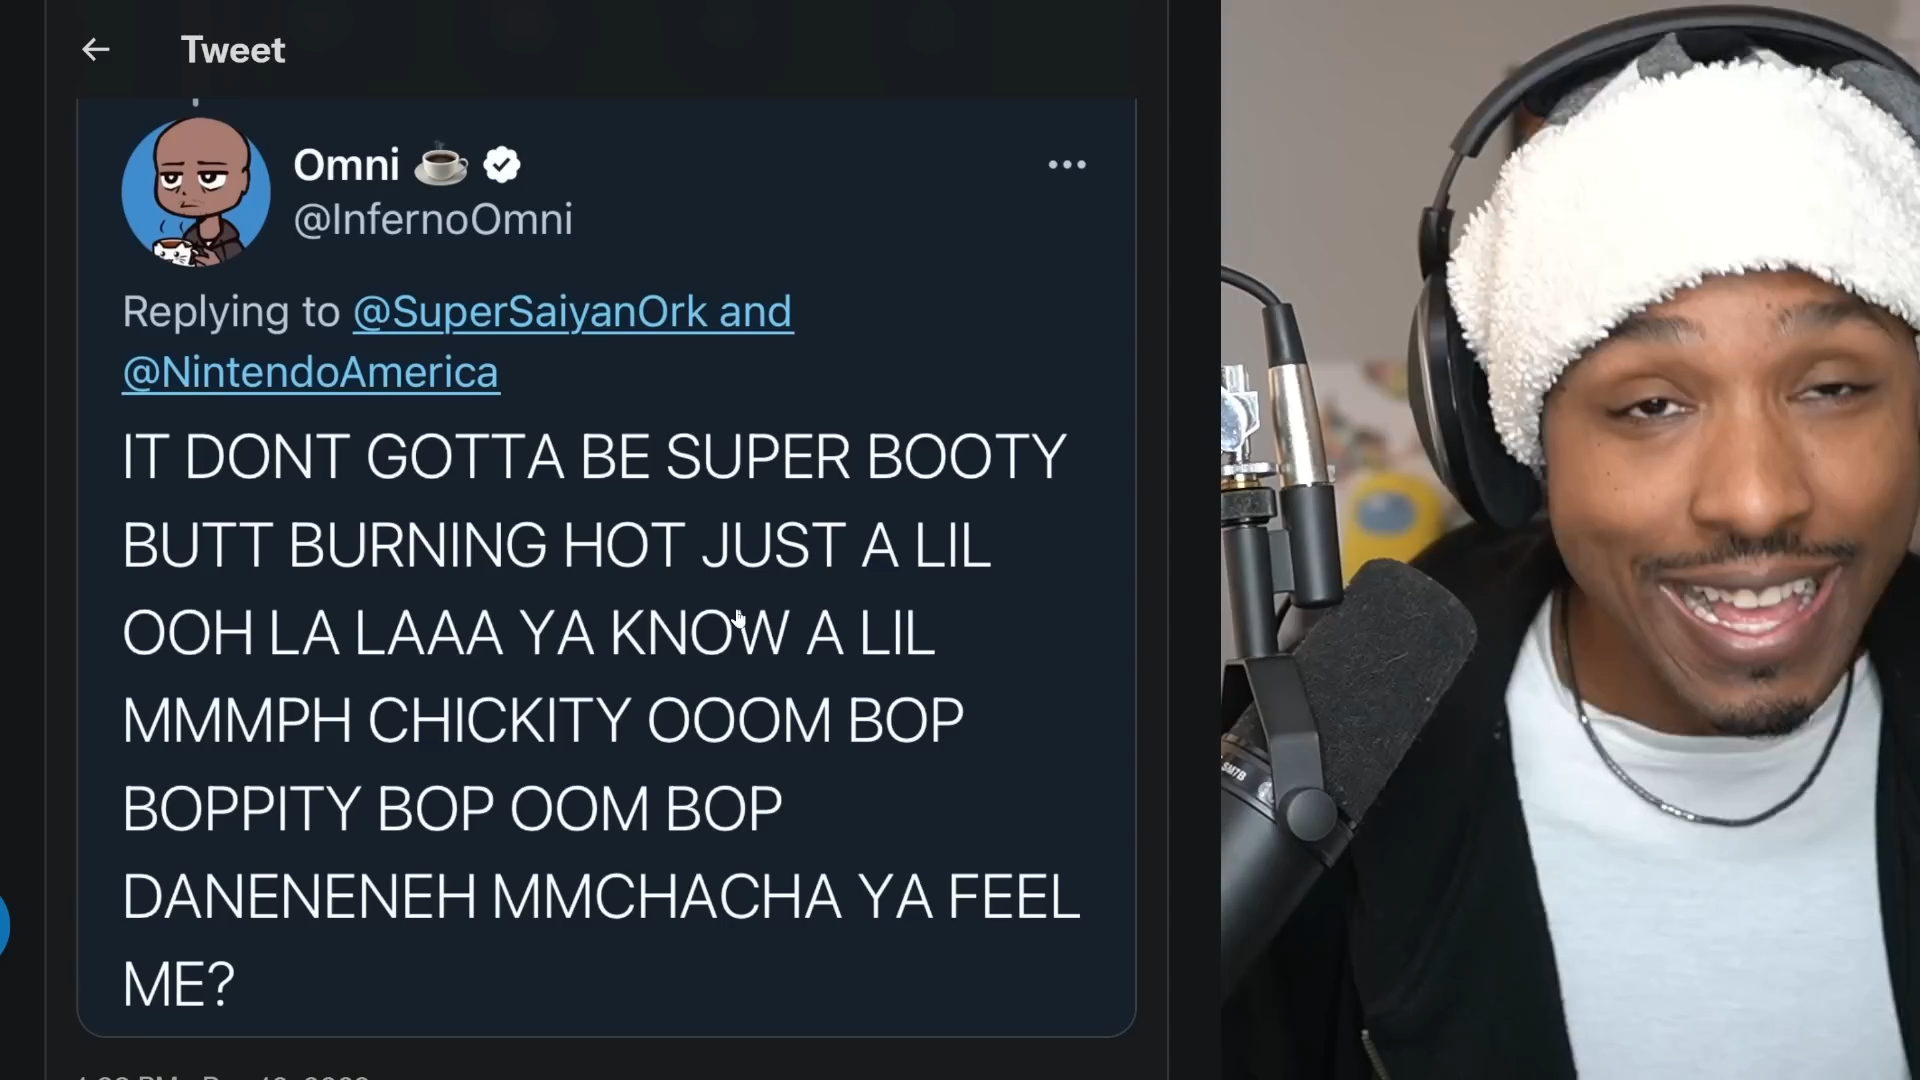 Tweet
Omni
@InfernoOmni
Replying to @SuperSaiyanOrk and
@NintendoAmerica
IT DONT GOTTA BE SUPER BOOTY
BUTT BURNING HOT JUST A LIL
OOH LA LAAA YA KNOW A LIL
MMMPH CHICKITY OOOM BOP
BOPPITY BOP OOM BOP
DANENENEH MMCHACHA YA FEEL
ME?
SM7B